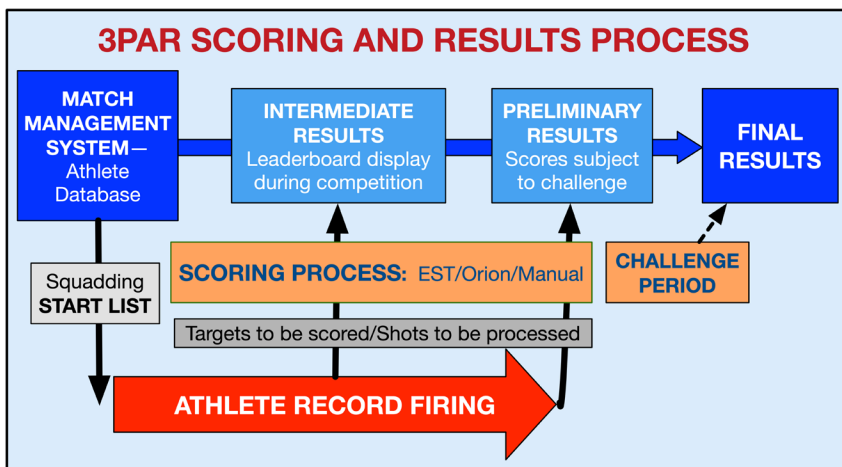 3PAR SCORING AND RESULTS PROCESS
MATCH
MANAGEMENT
SYSTEM—
Athlete
Database
INTERMEDIATE
RESULTS
Leaderboard display
during competition
PRELIMINARY
RESULTS
Scores subject
to challenge
FINAL
RESULTS
Squadding
START LIST
SCORING PROCESS: EST/Orion/Manual
CHALLENGE
PERIOD
Targets to be scored/Shots to be processed
ATHLETE RECORD FIRING